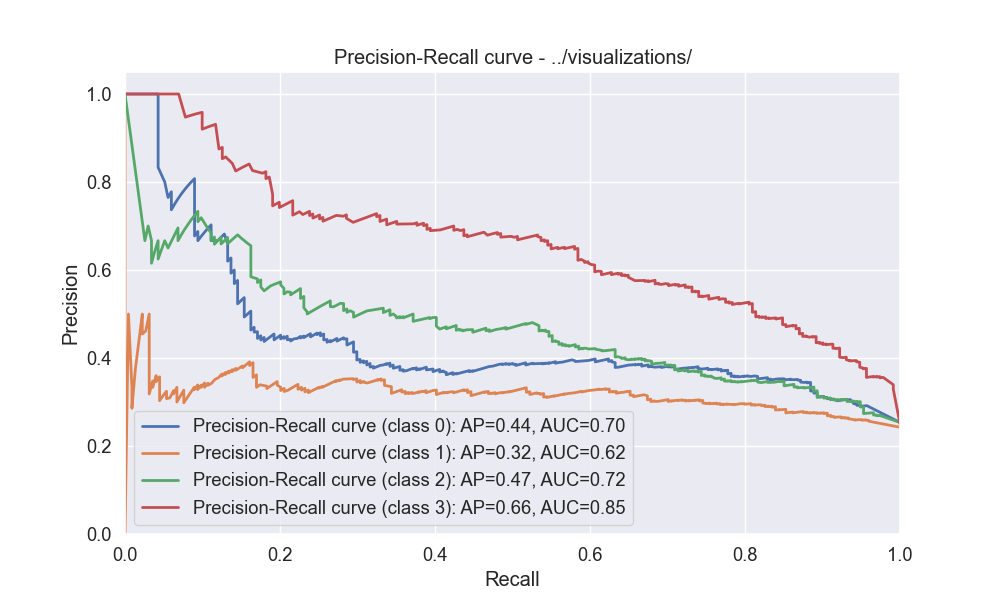 Precision-Recall curve - ../visualizations/
1.0
0.8
0.6
0.4
0.2
0.0
Precision
Precision-Recall curve (class 0): AP=0.44, AUC=0.70
Precision-Recall curve (class 1): AP=0.32, AUC=0.62
Precision-Recall curve (class 2): AP=0.47, AUC=0.72
Precision-Recall curve (class 3): AP=0.66, AUC=0.85
0.0 0.2 0.4 0.6 0.8 1.0
Recall